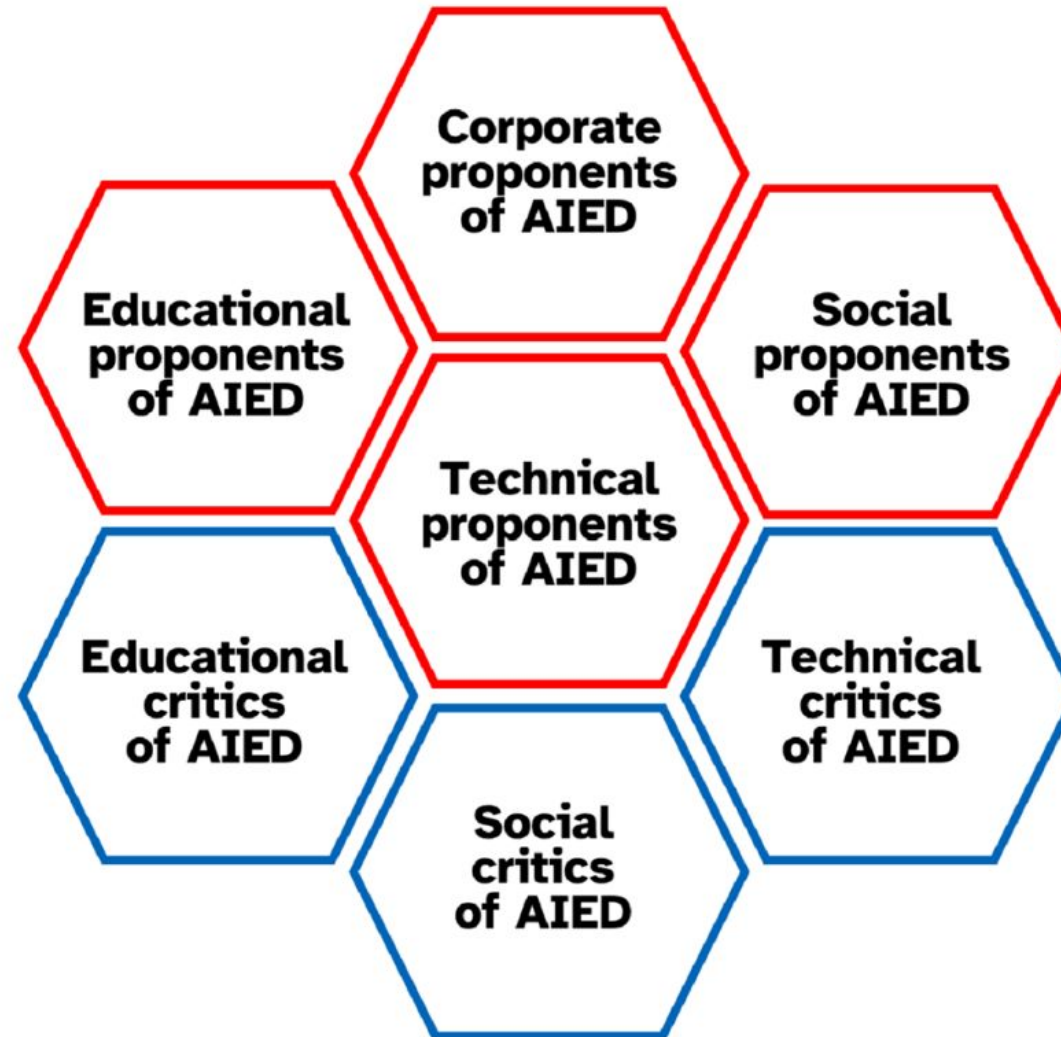 Corporate
proponents
of AIED
Educational
proponents
of AIED
Social
proponents
of AIED
Technical
proponents
of AIED
Educational
critics
of AIED
Technical
critics
of AIED
Social
critics
of AIED